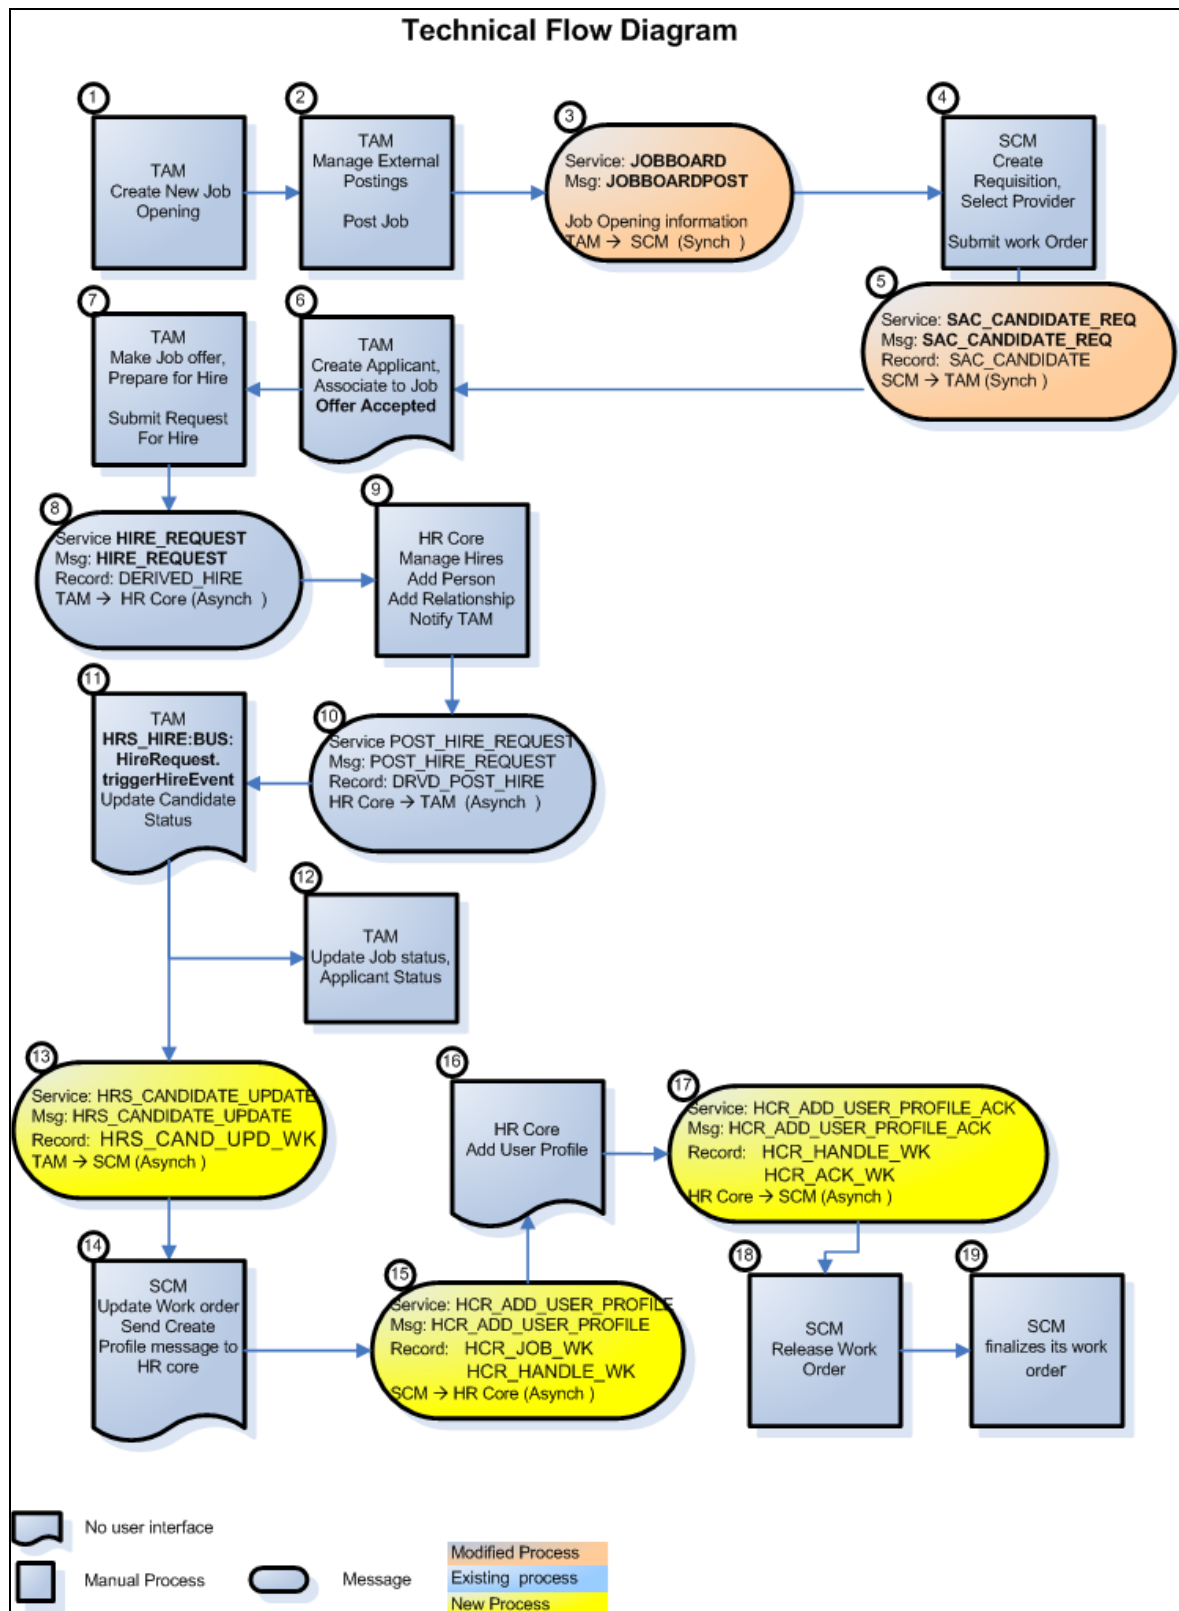 Technical Flow Diagram
1
TAM
Create New Job
Opening
2
TAM
Manage External
Postings
Post Job
3
Service: JOBBOARD
Msg: JOBBOARDPOST
Job Opening information
TAM → SCM (Synch )
4
SCM
Create
Requisition,
Select Provider
Submit work Order
5
Service: SAC_CANDIDATE_REQ
Msg: SAC_CANDIDATE_REQ
Record: SAC_CANDIDATE
SCM → TAM (Synch )
6
TAM
Create Applicant,
Associate to Job
Offer Accepted
7
TAM
Make Job offer,
Prepare for Hire
Submit Request
For Hire
8
Service HIRE_REQUEST
Msg: HIRE_REQUEST
Record: DERIVED_HIRE
TAM → HR Core (Asynch )
9
HR Core
Manage Hires
Add Person
Add Relationship
Notify TAM
10
Service POST_HIRE_REQUEST
Msg: POST_HIRE_REQUEST
Record: DRVD_POST_HIRE
HR Core → TAM (Asynch )
11
TAM
HRS_HIRE:BUS:
HireRequest.
triggerHireEvent
Update Candidate
Status
12
TAM
Update Job status,
Applicant Status
13
Service: HRS_CANDIDATE_UPDATE
Msg: HRS_CANDIDATE_UPDATE
Record: HRS_CAND_UPD_WK
TAM → SCM (Asynch )
14
SCM
Update Work order
Send Create
Profile message to
HR core
15
Service: HCR_ADD_USER_PROFILE
Msg: HCR_ADD_USER_PROFILE
Record: HCR_JOB_WK
HCR_HANDLE_WK
SCM → HR Core (Asynch )
16
HR Core
Add User Profile
17
Service: HCR_ADD_USER_PROFILE_ACK
Msg: HCR_ADD_USER_PROFILE_ACK
Record: HCR_HANDLE_WK
HCR_ACK_WK
HR Core → SCM (Asynch )
18
SCM
Release Work
Order
19
SCM
finalizes its work
order
No user interface
Manual Process
Message
Modified Process
Existing process
New Process